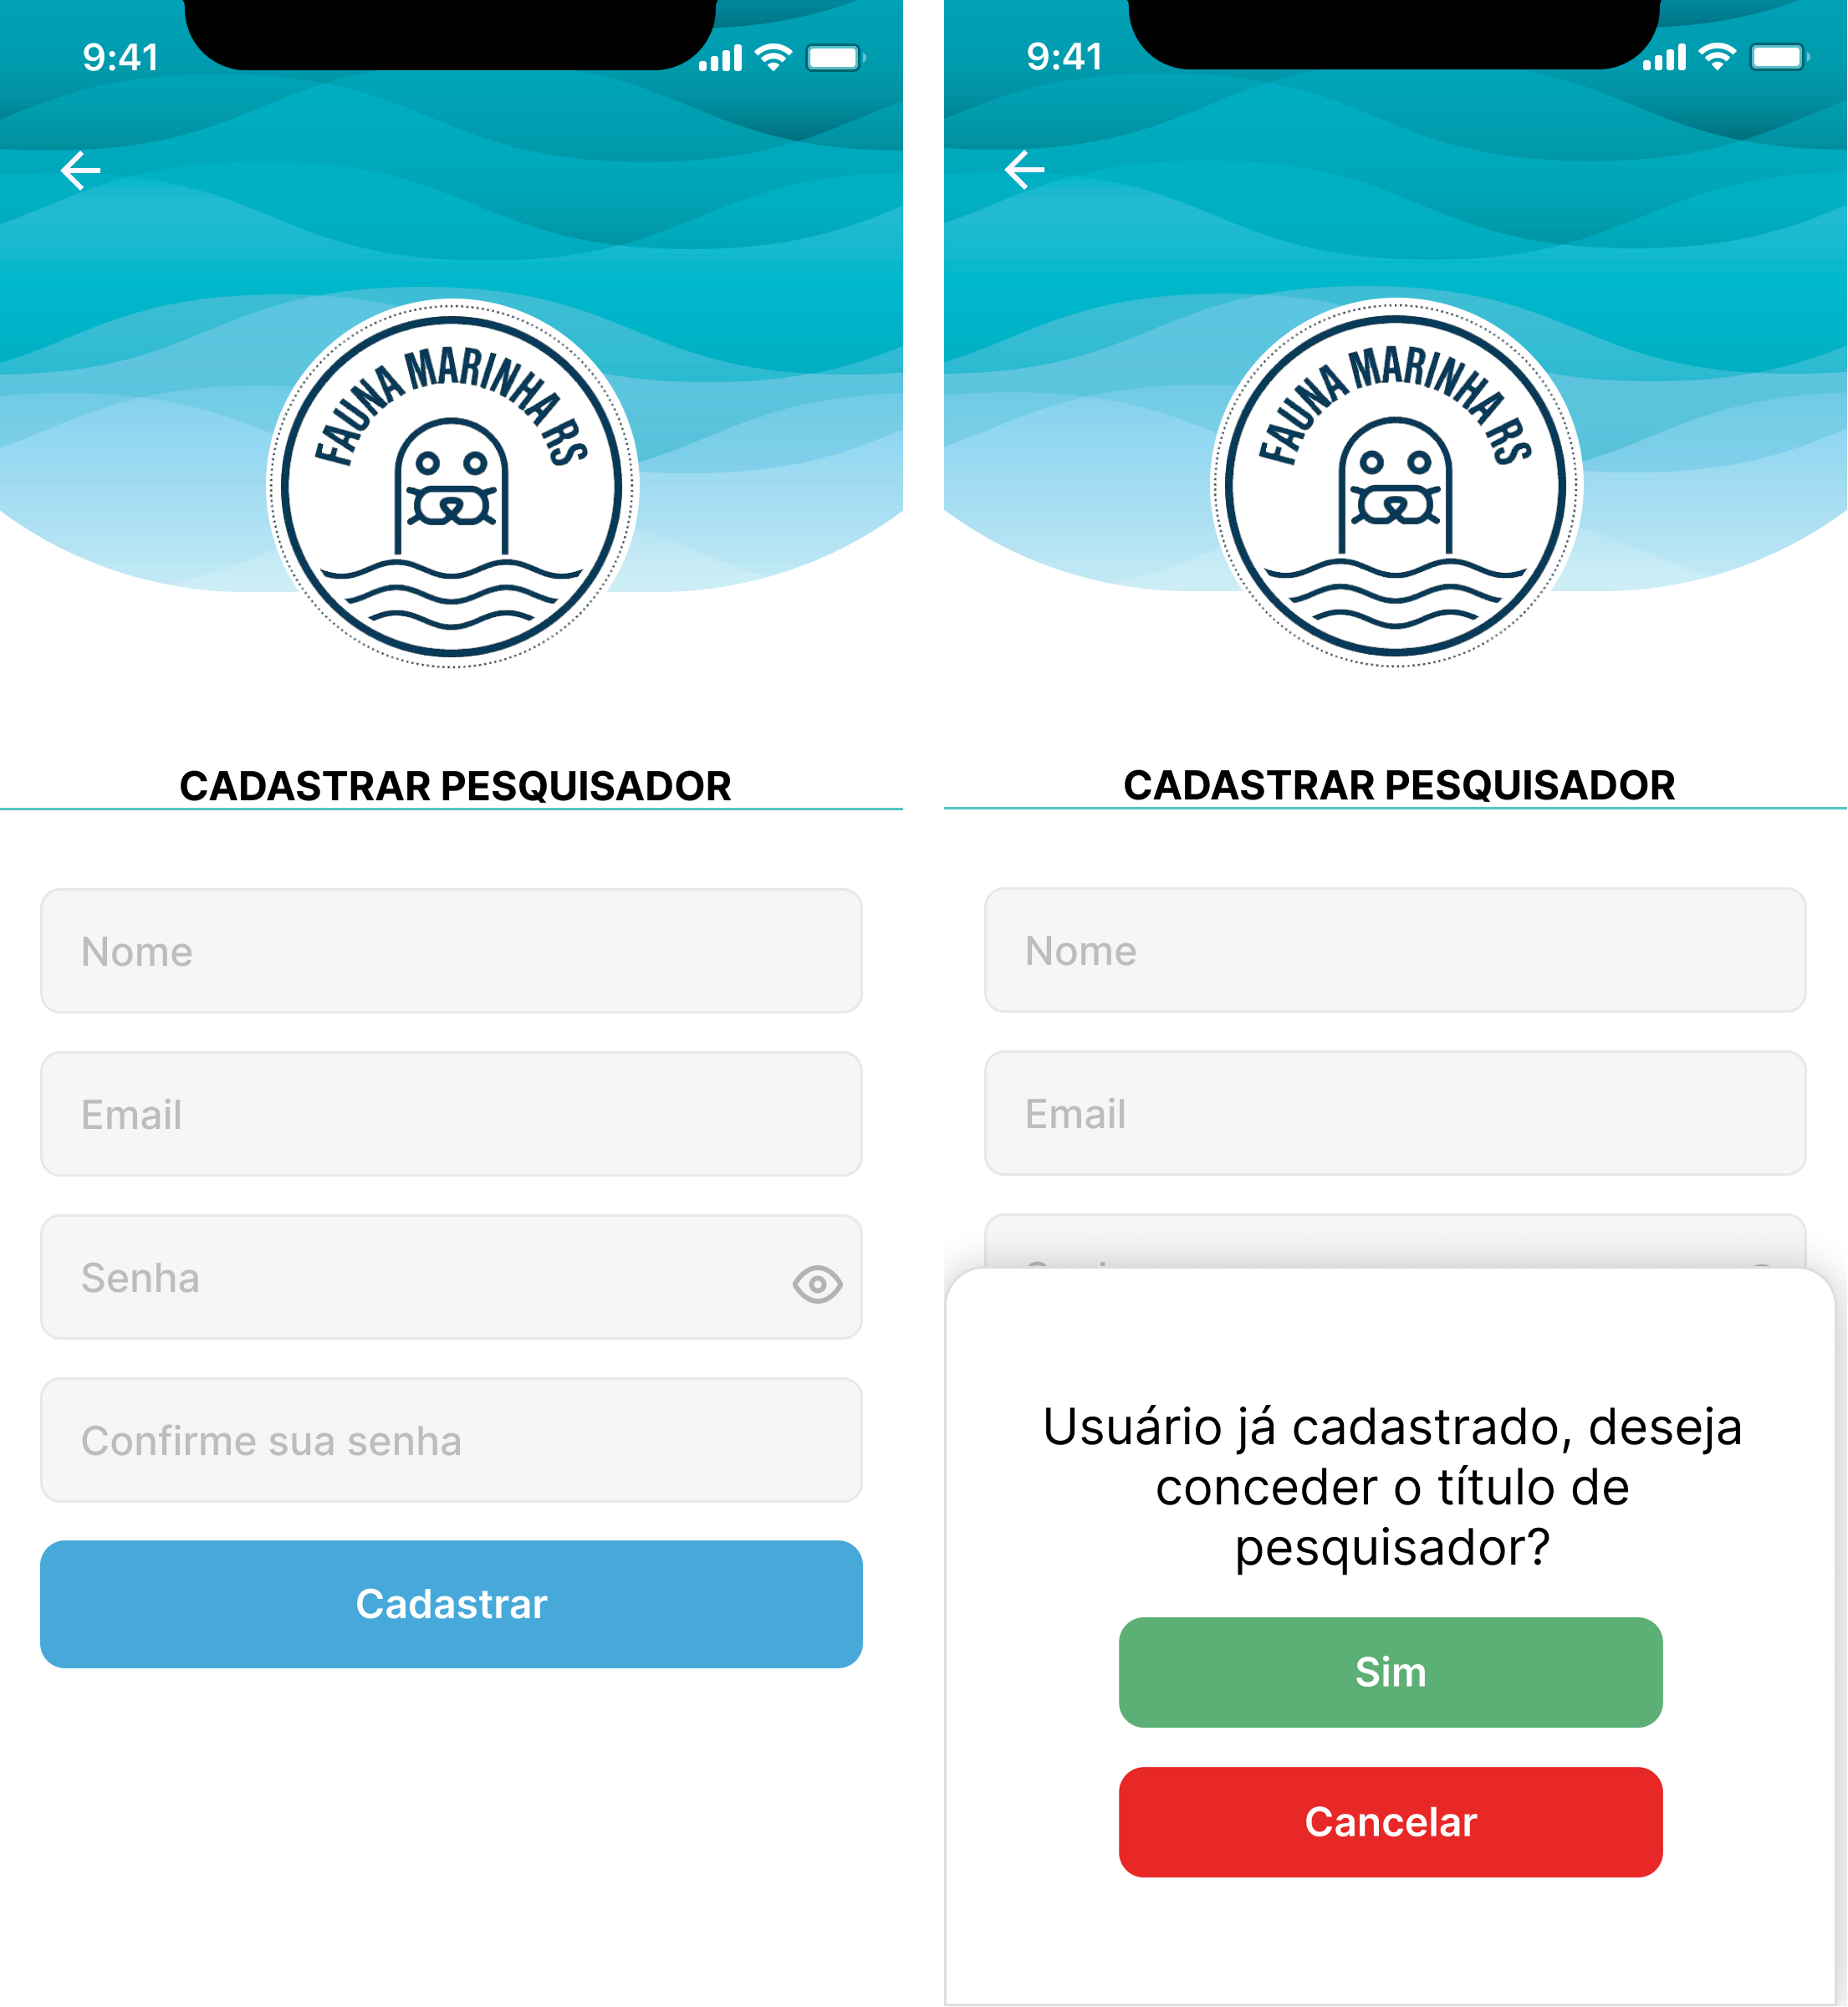 9:41
FAUNA MARINHA RS
CADASTRAR PESQUISADOR
Nome
Email
Senha
Confirme sua senha
Cadastrar
9:41
FAUNA MARINHA RS
CADASTRAR PESQUISADOR
Nome
Email
Usuário já cadastrado, deseja
conceder o título de
pesquisador?
Sim
Cancelar